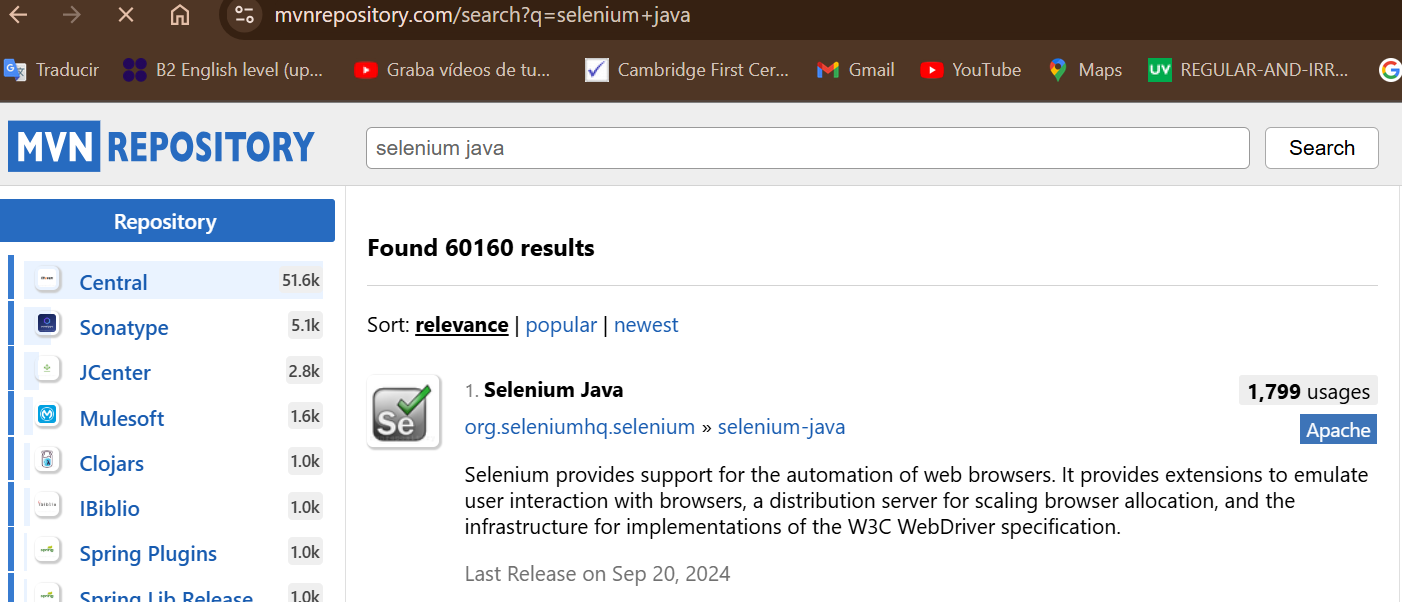 mvnrepository.com/search?q=selenium+java
Traducir B2 English level (up... Graba vídeos de tu... Cambridge First Cer... Gmail YouTube Maps UV REGULAR-AND-IRR...
MVN REPOSITORY selenium java Search
Repository
Found 60160 results
Central 51.6k
Sonatype 5.1k
JCenter 2.8k
Mulesoft 1.6k
Clojars 1.0k
IBiblio 1.0k
Spring Plugins 1.0k
Spring Lib Release 1.0k
Sort: relevance | popular | newest
Se
1. Selenium Java 1,799 usages
org.seleniumhq.selenium » selenium-java Apache
Selenium provides support for the automation of web browsers. It provides extensions to emulate
user interaction with browsers, a distribution server for scaling browser allocation, and the
infrastructure for implementations of the W3C WebDriver specification.
Last Release on Sep 20, 2024